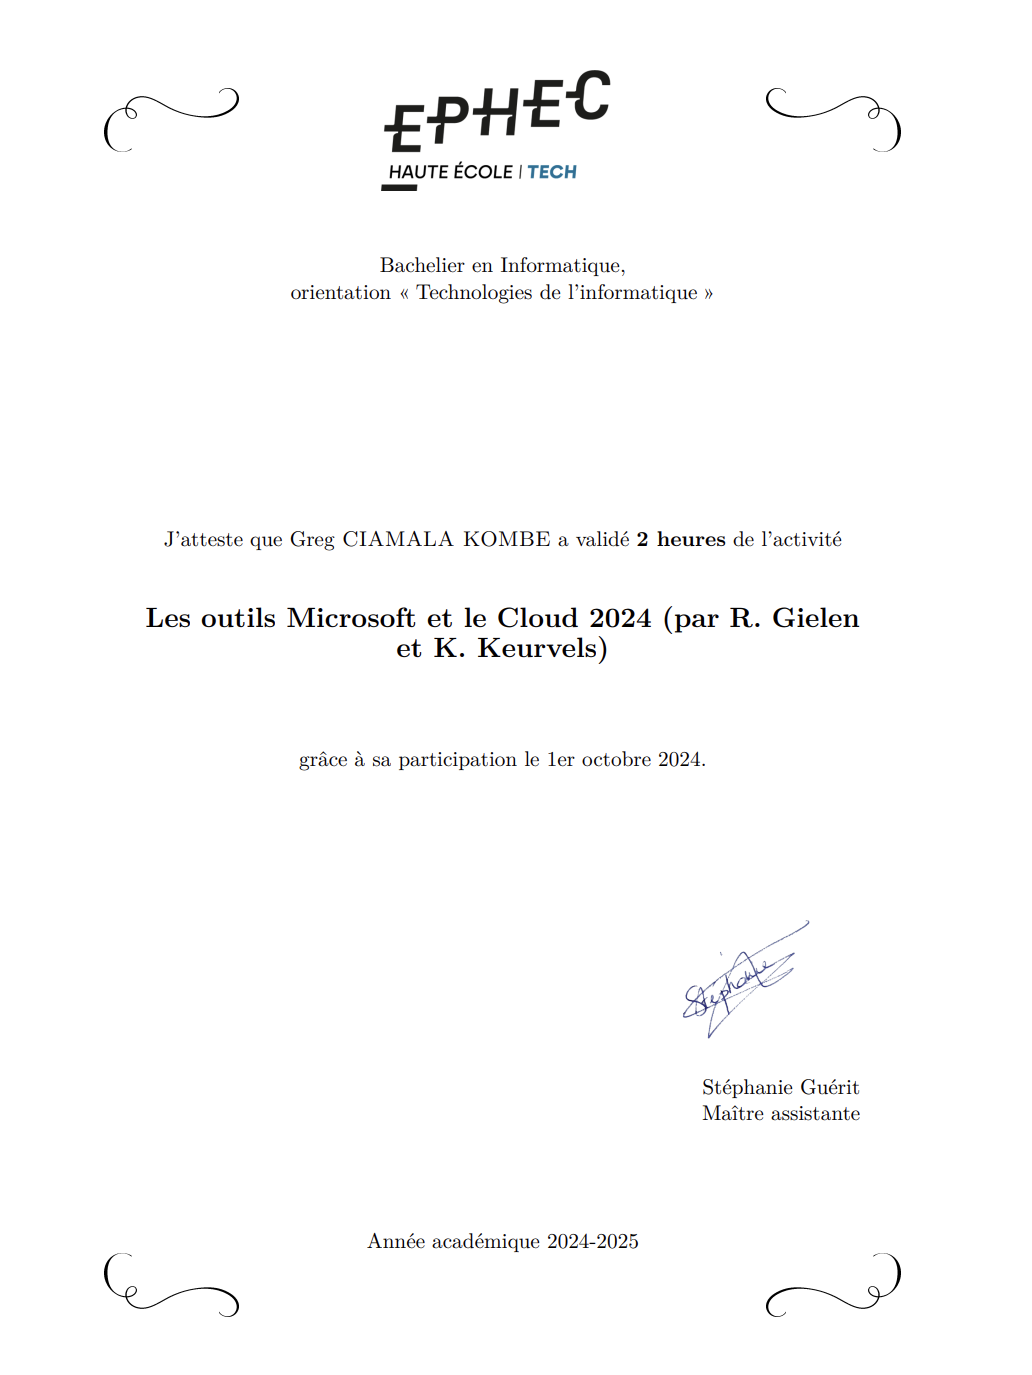 EPHEC
HAUTE ÉCOLE | TECH
Bachelier en Informatique,
orientation « Technologies de l'informatique »
J'atteste que Greg CIAMALA KOMBE a validé 2 heures de l'activité
Les outils Microsoft et le Cloud 2024 (par R. Gielen
et K. Keurvels)
grâce à sa participation le 1er octobre 2024.
Stéphanie
Stéphanie Guérit
Maître assistante
Année académique 2024-2025